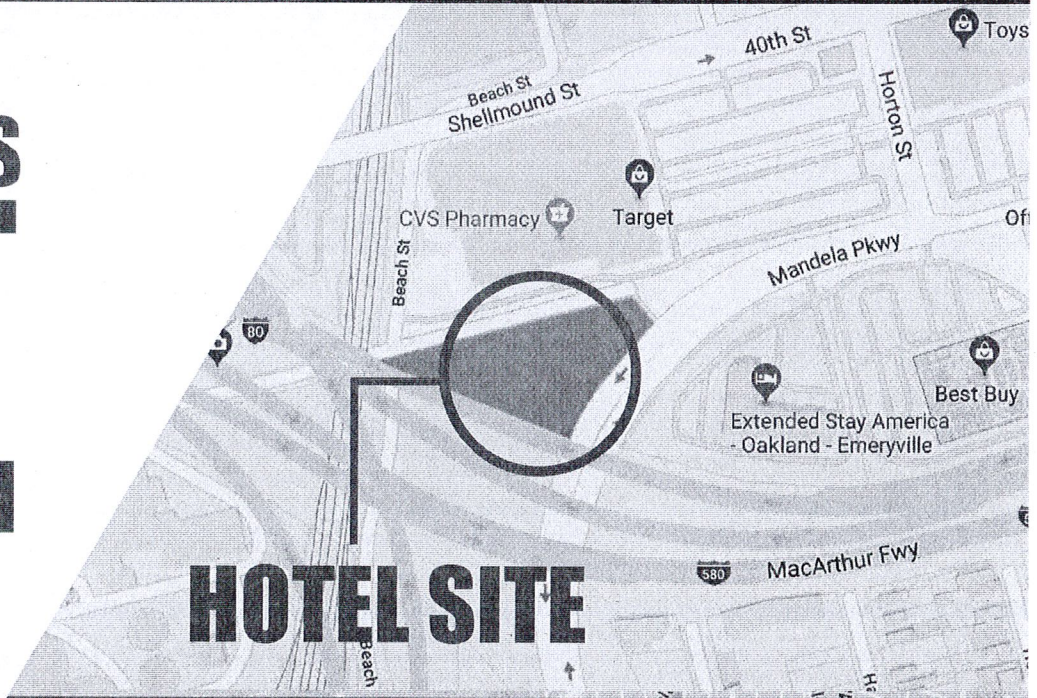 40th St
Toys
Beach St
Shellmound St
Horton St
S
CVS Pharmacy
Target
Beach St
Mandela Pkwy
80
Best Buy
Extended Stay America
- Oakland - Emeryville
MacArthur Fwy
580
HOTEL SITE
Beach